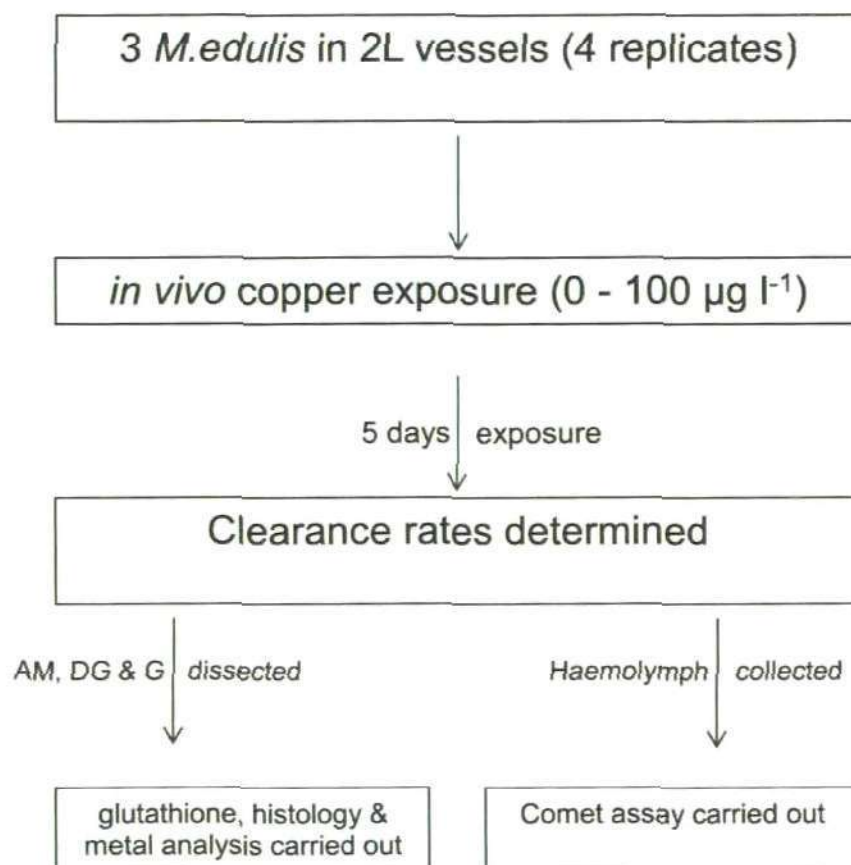 3 M.edulis in 2L vessels (4 replicates)
in vivo copper exposure (0 - 100 µg l⁻¹)
5 days exposure
Clearance rates determined
AM, DG & G dissected
Haemolymph collected
glutathione, histology &
metal analysis carried out
Comet assay carried out